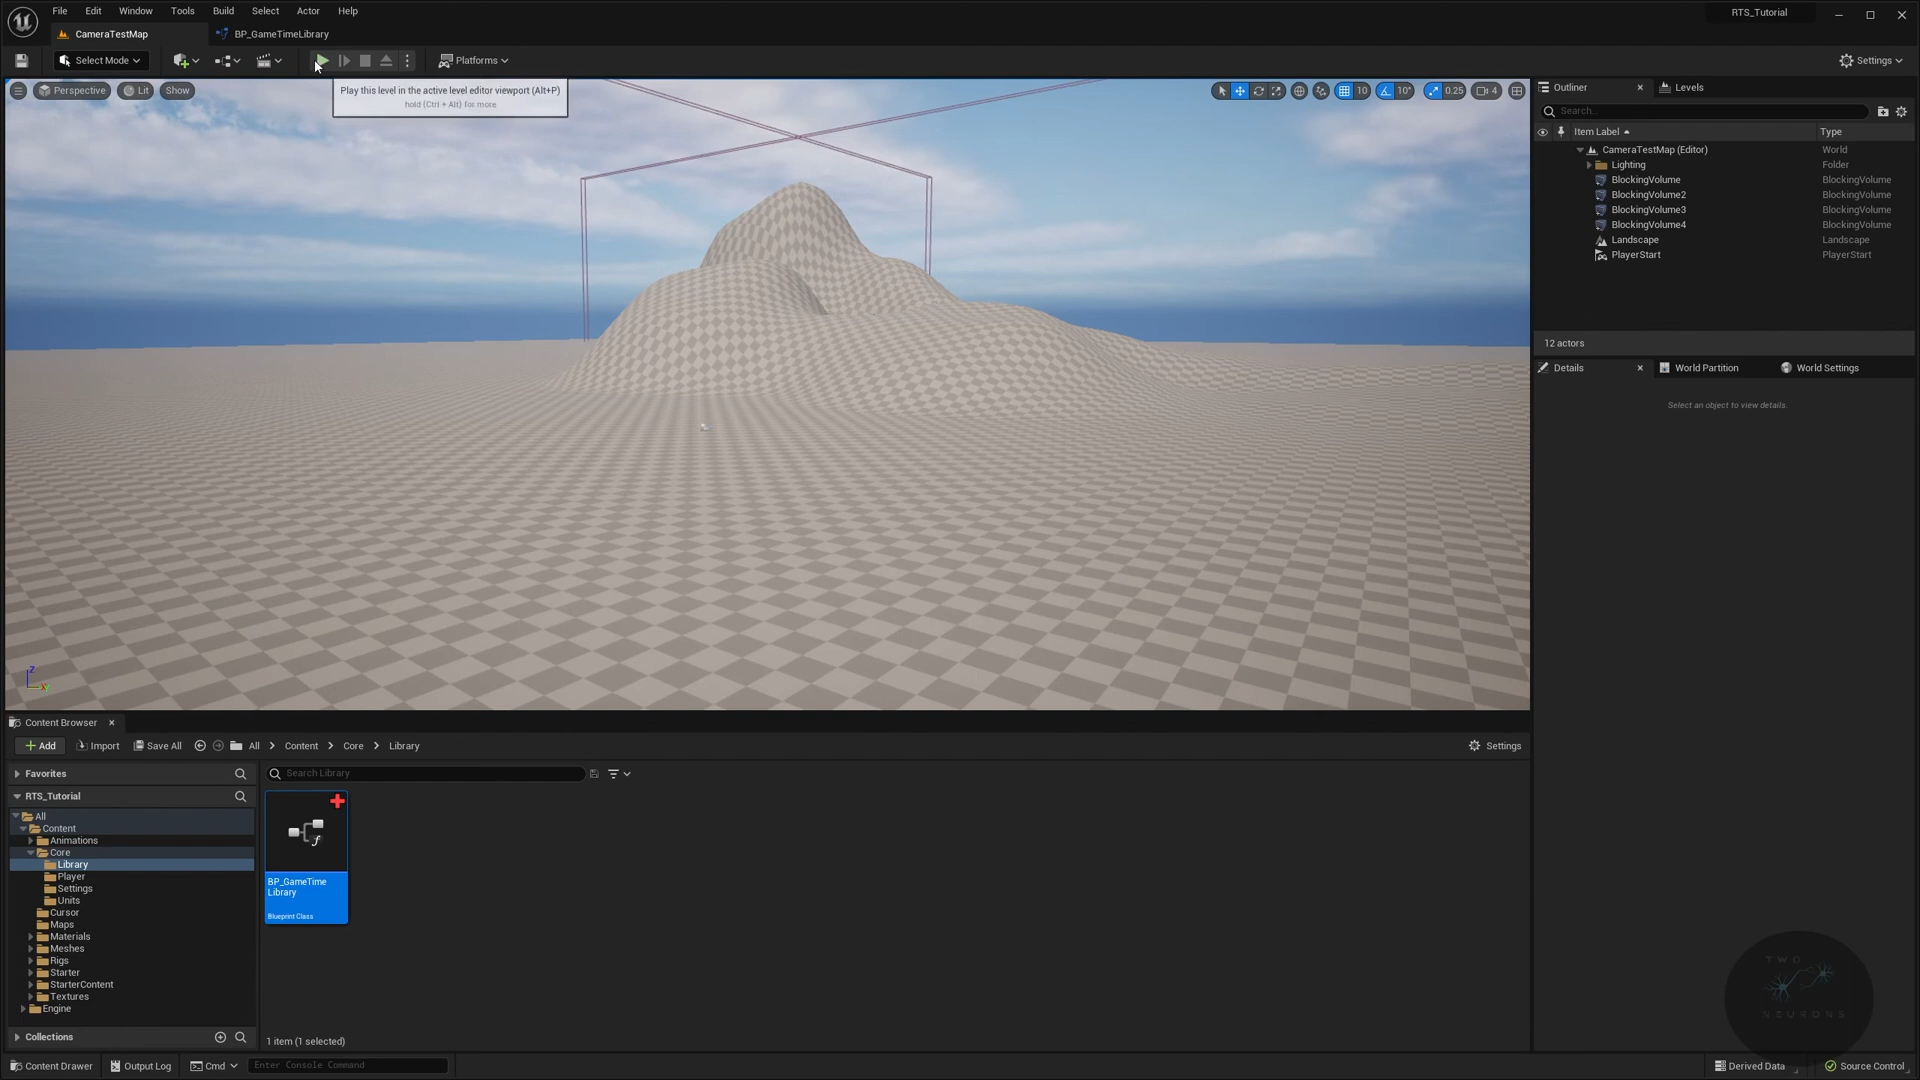 File Edit Window Tools Build Select Actor Help
RTS_Tutorial
CameraTestMap
BP_GameTimeLibrary
Select Mode
Platforms
Settings
Perspective
Lit
Show
Play this level in the active level editor viewport (Alt+P)
hold (Ctrl + Alt) for more
10
10°
0.25
4
Outliner
Levels
Search...
Item Label
Type
CameraTestMap (Editor) World
Lighting Folder
BlockingVolume BlockingVolume
BlockingVolume2 BlockingVolume
BlockingVolume3 BlockingVolume
BlockingVolume4 BlockingVolume
Landscape Landscape
PlayerStart PlayerStart
12 actors
Details
World Partition
World Settings
Select an object to view details.
Z
Content Browser
Add
Import
Save All
All
Content
Core
Library
Settings
Favorites
RTS_Tutorial
All
Content
Animations
Core
Library
Player
Settings
Units
Cursor
Maps
Materials
Meshes
Rigs
Starter
StarterContent
Textures
Engine
Collections
Search Library
BP_GameTime
Library
Blueprint Class
1 item (1 selected)
TWO
NEURONS
Content Drawer
Output Log
Cmd
Enter Console Command
Derived Data
Source Control